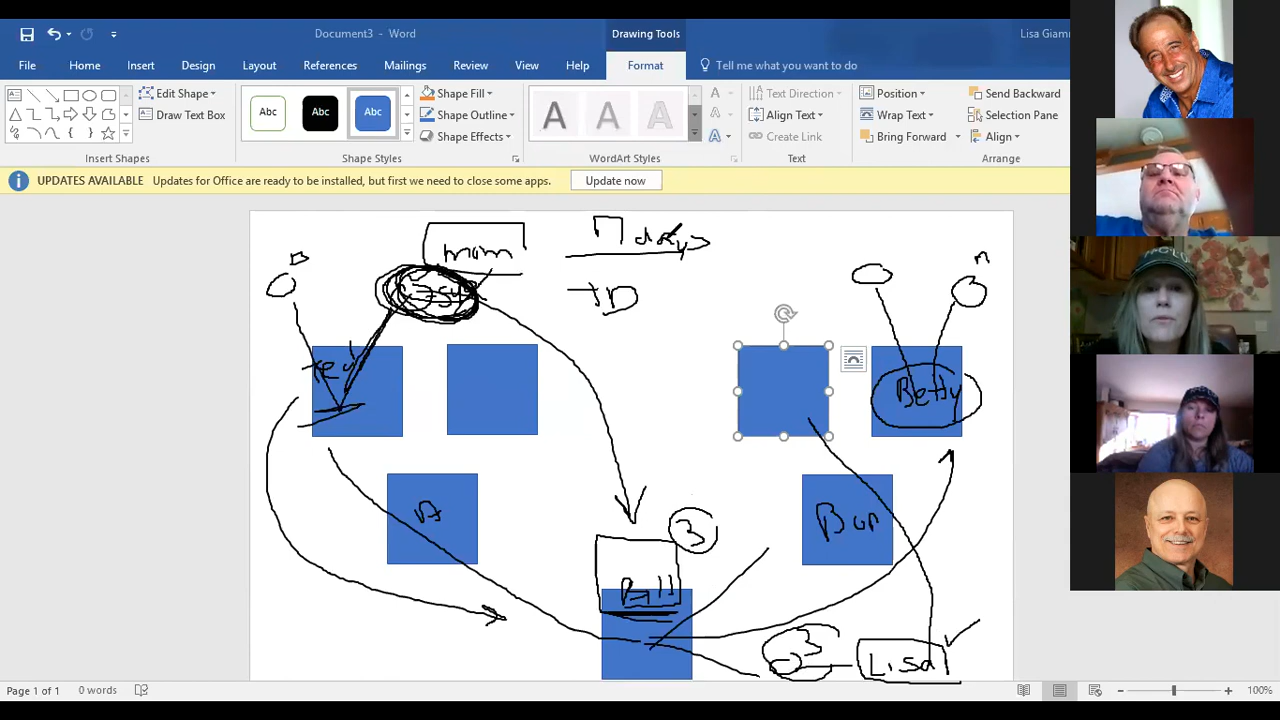 Document3 - Word
Drawing Tools
Lisa Giam
File
Home
Insert
Design
Layout
References
Mailings
Review
View
Help
Format
Tell me what you want to do
Edit Shape
Draw Text Box
Insert Shapes
Abc
Abc
Abc
Shape Fill
Shape Outline
Shape Effects
Shape Styles
A
A
A
WordArt Styles
Text Direction
Align Text
Create Link
Text
Position
Wrap Text
Bring Forward
Send Backward
Selection Pane
Align
Arrange
UPDATES AVAILABLE Updates for Office are ready to be installed, but first we need to close some apps.
Update now
mom
days
Betty
A
3
3
Lisa
Page 1 of 1
0 words
100%